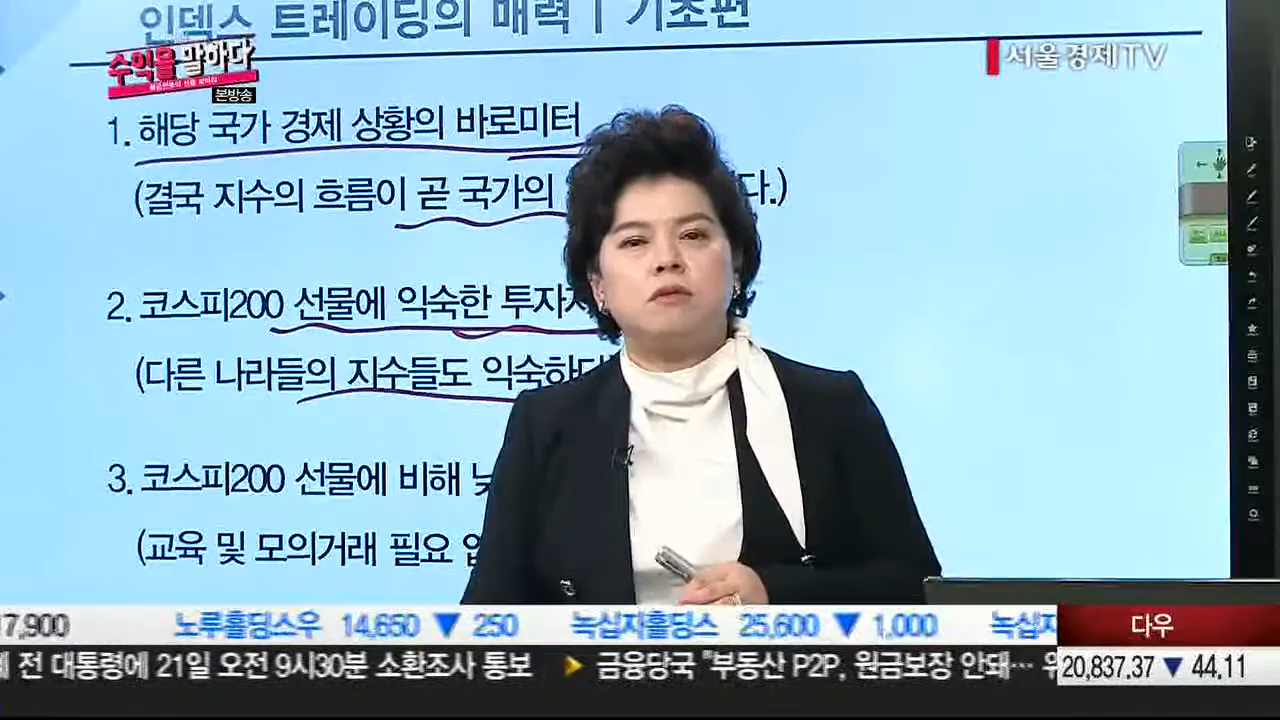 인덱스 트레이딩의 매력 | 기초편
수익을 말하다
본방송
서울경제TV
1. 해당 국가 경제 상황의 바로미터
(결국 지수의 흐름이 곧 국가의 다.)
2. 코스피200 선물에 익숙한 투자
(다른 나라들의 지수들도 익숙하다
3. 코스피200 선물에 비해
(교육 및 모의거래 필요
7,900 노루홀딩스우 14,650 ▼ 250 녹십자홀딩스 25,600 ▼ 1,000 녹십자
다우
전 대통령에 21일 오전 9시30분 소환조사 통보 ▶ 금융당국 "부동산 P2P, 원금보장 안돼…
20,837.37 ▼ 44.11